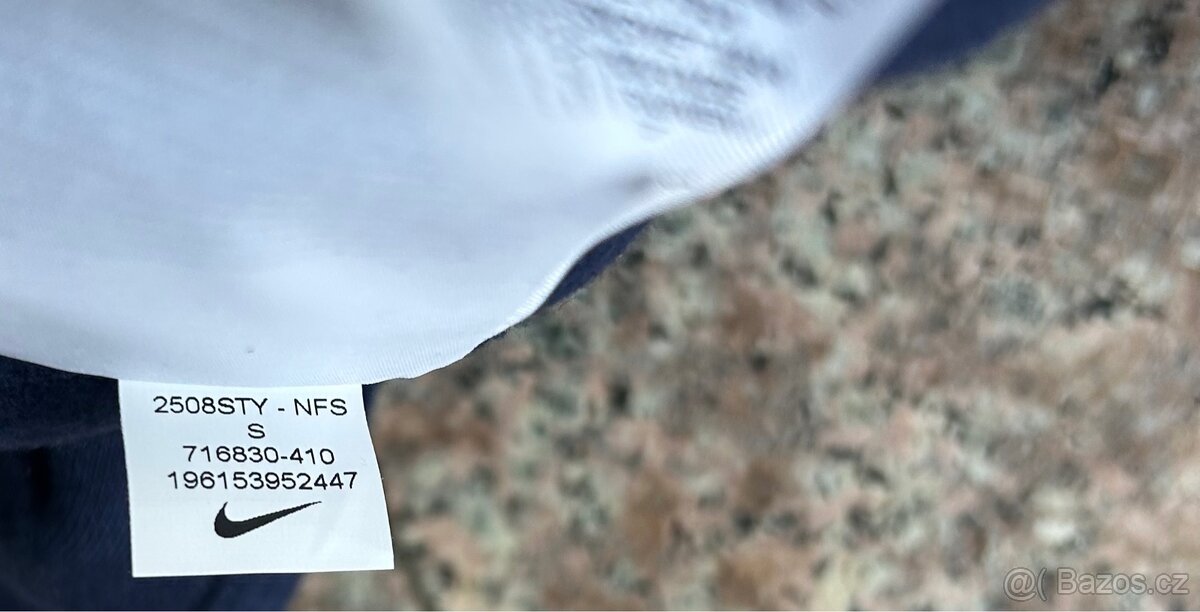 2508STY - NFS
S
716830-410
196153952447
@( Bazos.cz